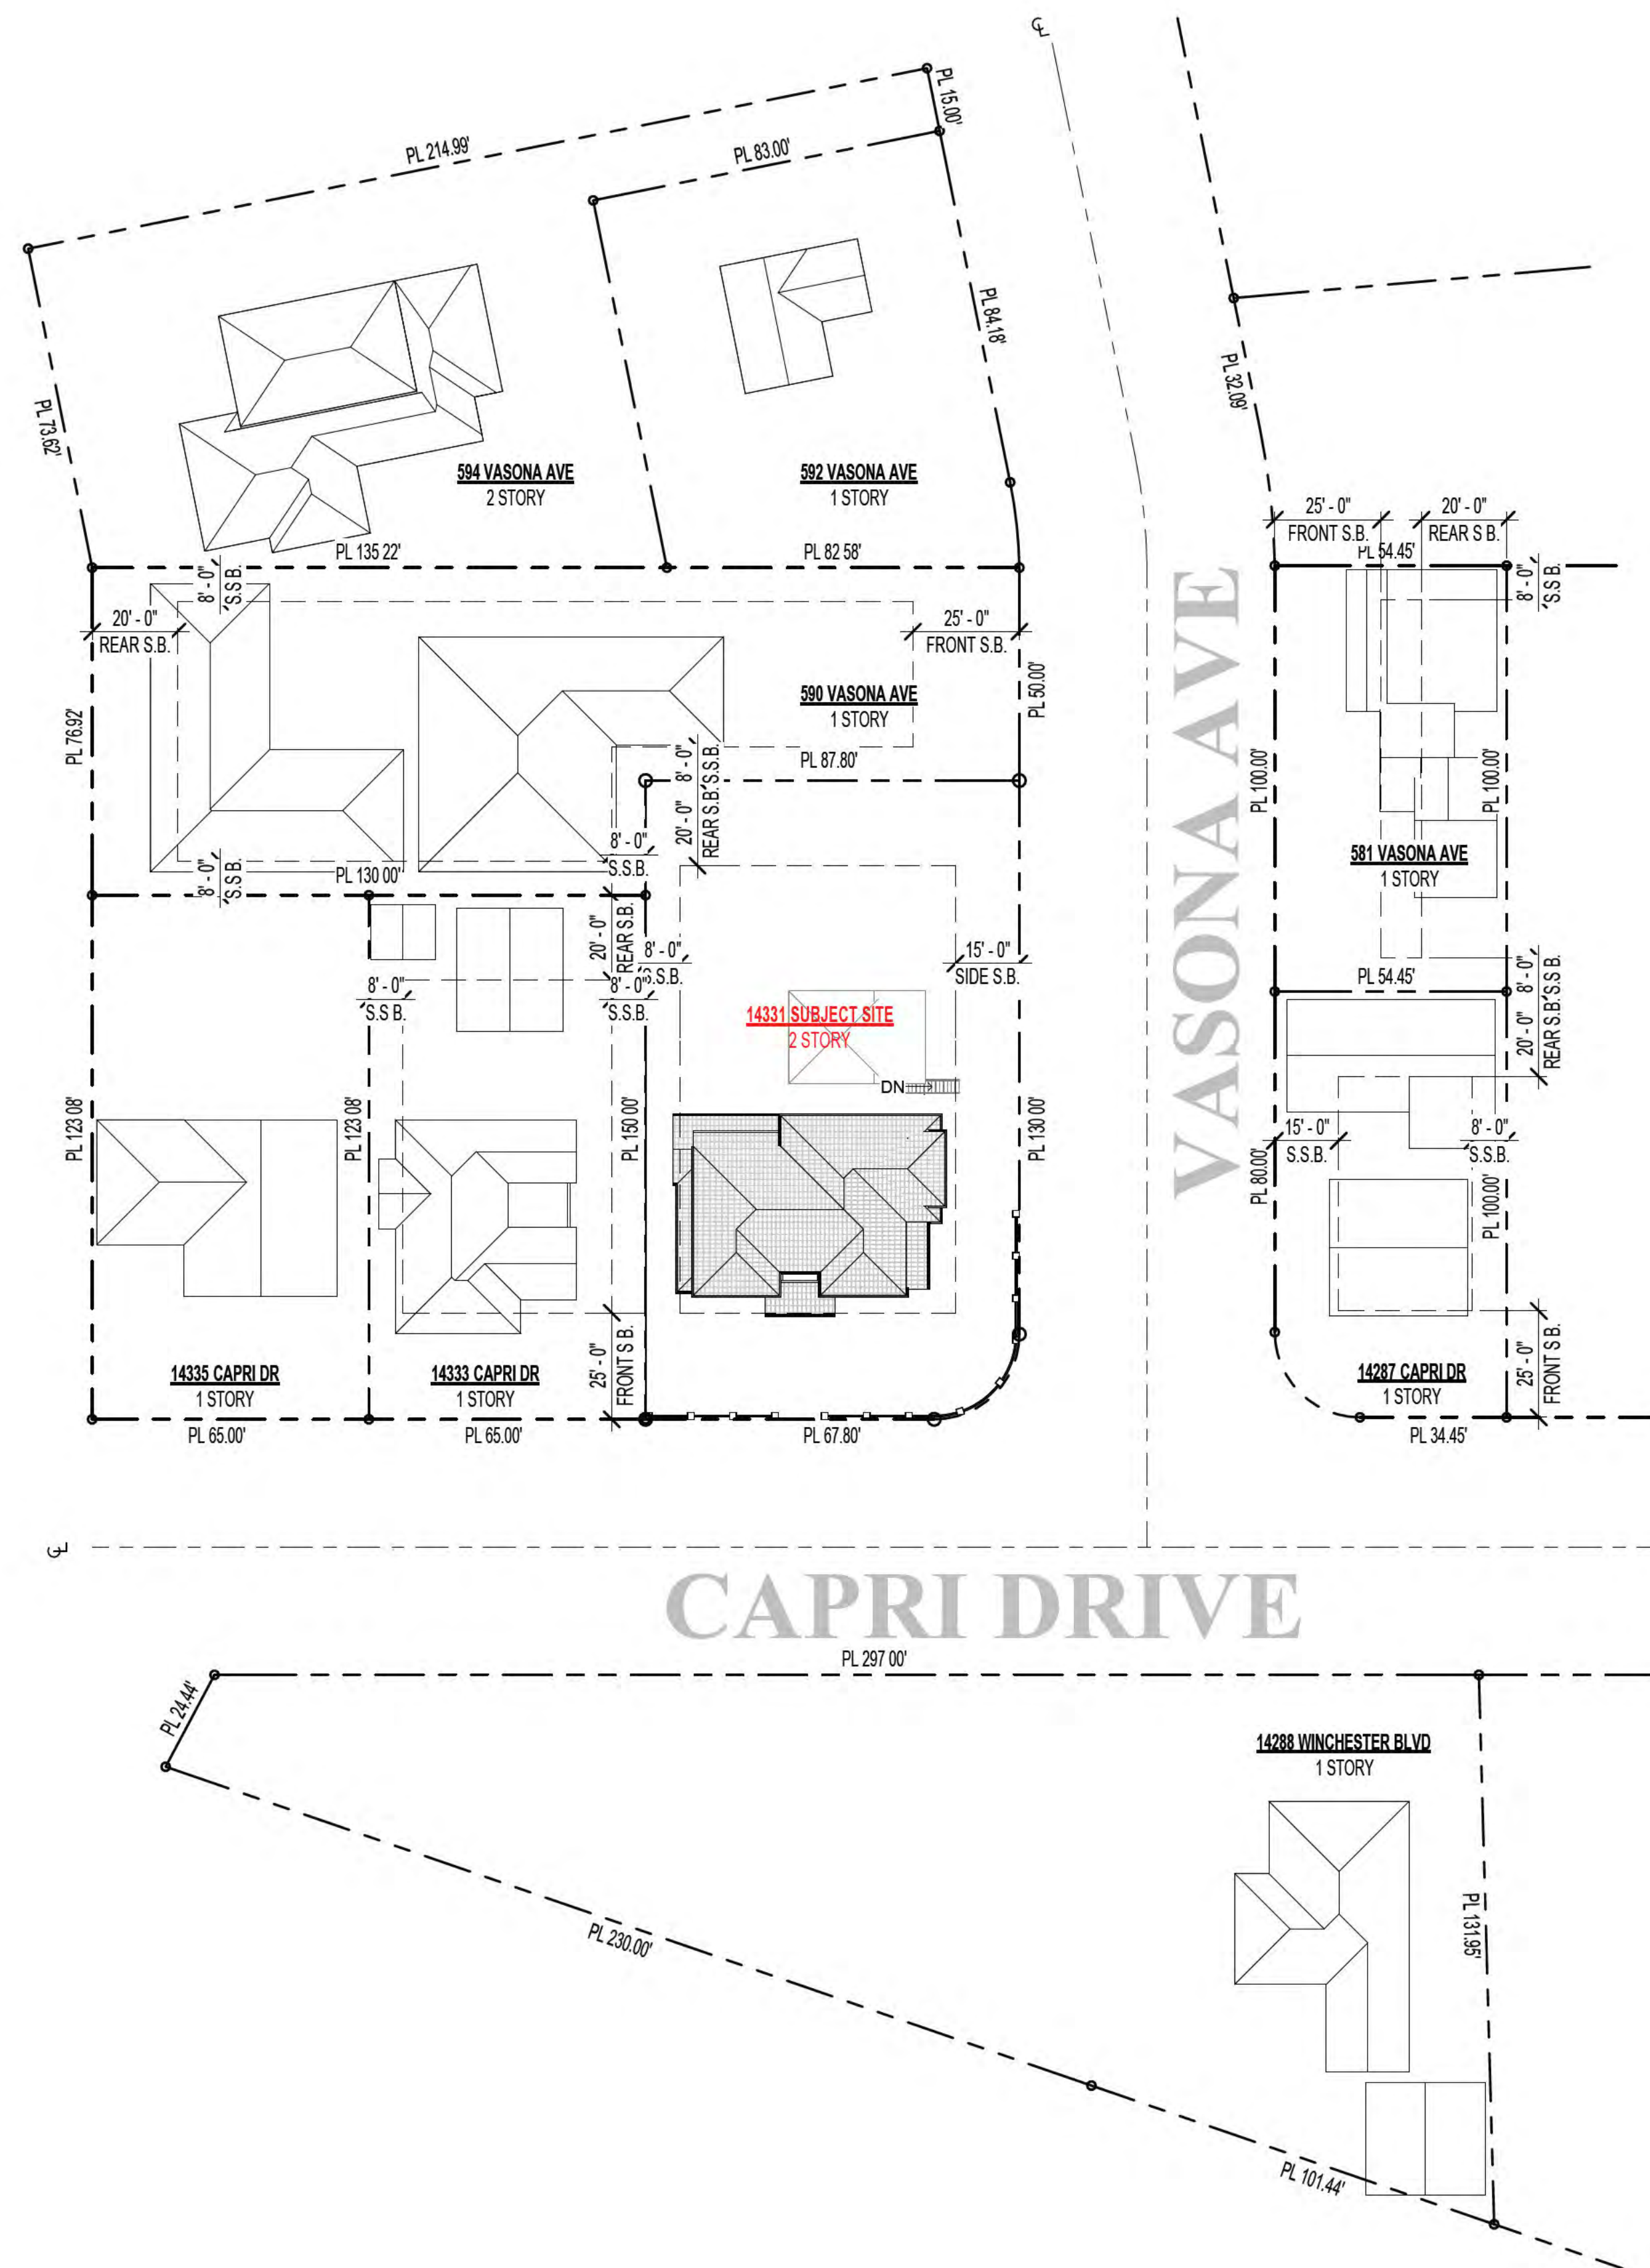 ℄
PL 15.00'
PL 214.99'
PL 83.00'
PL 84.18'
PL 32.09'
PL 73.62'
594 VASONA AVE
2 STORY
592 VASONA AVE
1 STORY
25' - 0"
FRONT S.B.
20' - 0"
REAR S B.
PL 54.45'
PL 135 22'
PL 82 58'
8' - 0"
S.S B.
8' - 0"
S.S B.
20' - 0"
REAR S.B.
25' - 0"
FRONT S.B.
PL 76.92'
590 VASONA AVE
1 STORY
PL 50.00'
PL 87.80'
8' - 0"
S.S.B.
20' - 0"
REAR S.B.
PL 100.00'
PL 100.00'
VASONA AVE
8' - 0"
S.S.B.
581 VASONA AVE
1 STORY
8' - 0"
S.S B.
PL 130 00'
20' - 0"
REAR S.B.
8' - 0"
S.S.B.
15' - 0"
SIDE S.B.
PL 54.45'
8' - 0"
S.S B.
8' - 0"
S.S B.
8' - 0"
S.S.B.
14331 SUBJECT SITE
2 STORY
20' - 0"
REAR S.B.
DN
PL 123 08'
PL 123 08'
PL 150 00'
PL 130 00'
15' - 0"
S.S.B.
8' - 0"
S.S.B.
PL 80.00'
PL 100.00'
25' - 0"
FRONT S B.
25' - 0"
FRONT S B.
14335 CAPRI DR
1 STORY
14333 CAPRI DR
1 STORY
14287 CAPRI DR
1 STORY
PL 65.00'
PL 65.00'
PL 67.80'
PL 34.45'
℄
CAPRI DRIVE
PL 297 00'
PL 24.44'
14288 WINCHESTER BLVD
1 STORY
PL 131.95'
PL 230.00'
PL 101.44'